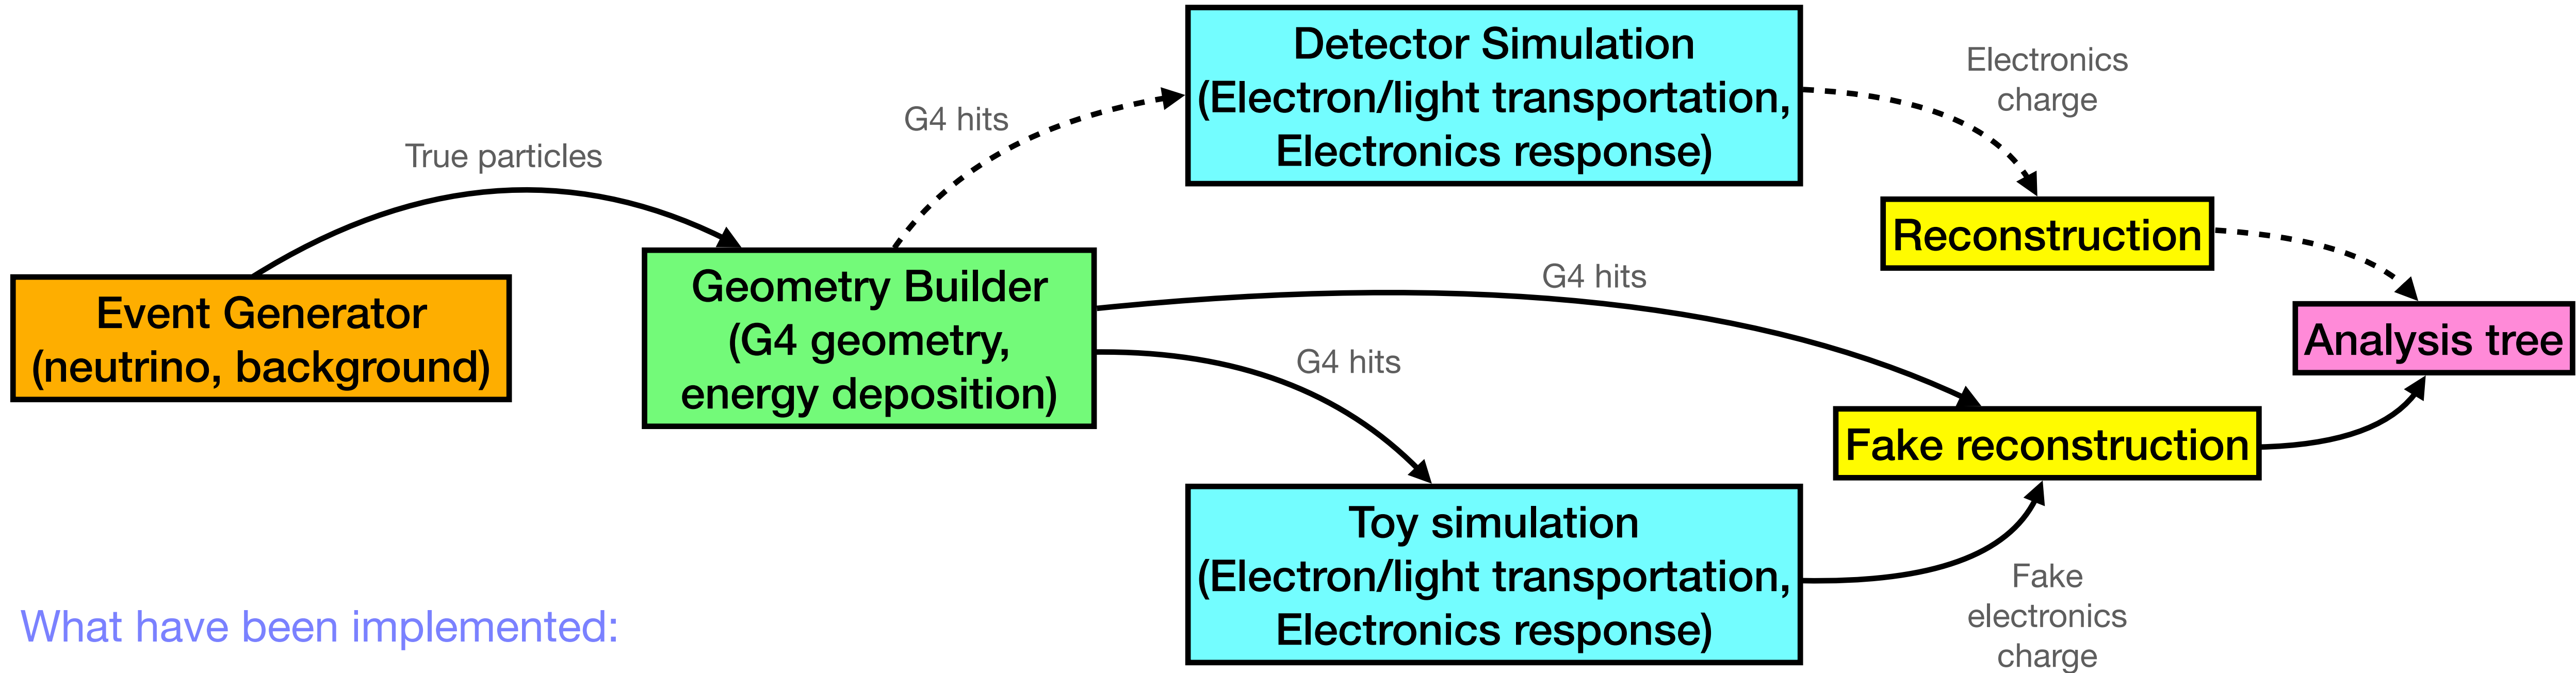 Detector Simulation
(Electron/light transportation,
Electronics response)
Electronics
charge
G4 hits
True particles
Reconstruction
Geometry Builder
(G4 geometry,
energy deposition)
G4 hits
Event Generator
(neutrino, background)
Analysis tree
G4 hits
Fake reconstruction
Toy simulation
(Electron/light transportation,
Electronics response)
Fake
electronics
charge
What have been implemented: